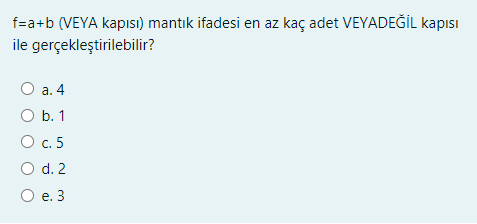 f=a+b (VEYA kapısı) mantık ifadesi en az kaç adet VEYADEĞİL kapısı
ile gerçekleştirilebilir?
a. 4
b. 1
c. 5
d. 2
e. 3